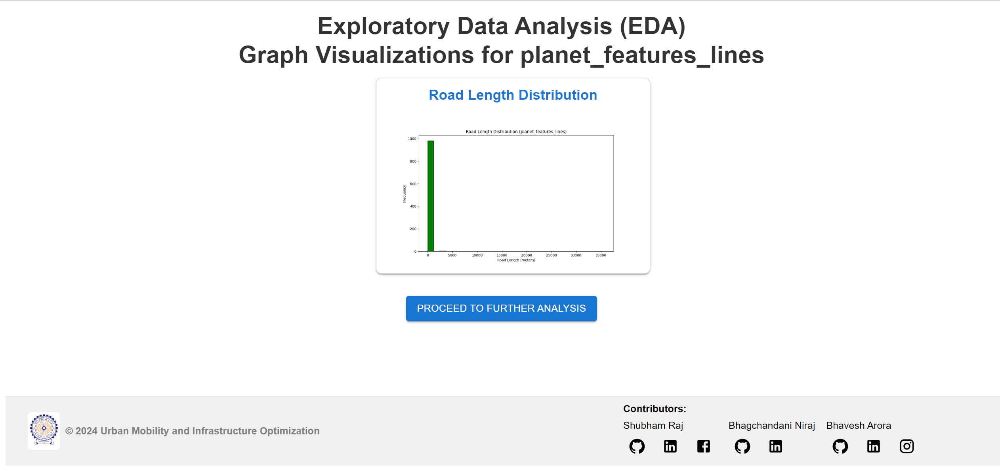 Exploratory Data Analysis (EDA)
Graph Visualizations for planet_features_lines
Road Length Distribution
Road Length Distribution (planet_features_lines)
1000
800
600
400
200
0
Frequency
0 5000 10000 15000 20000 25000 30000 35000
Road Length (meters)
PROCEED TO FURTHER ANALYSIS
© 2024 Urban Mobility and Infrastructure Optimization
Contributors:
Shubham Raj Bhagchandani Niraj Bhavesh Arora